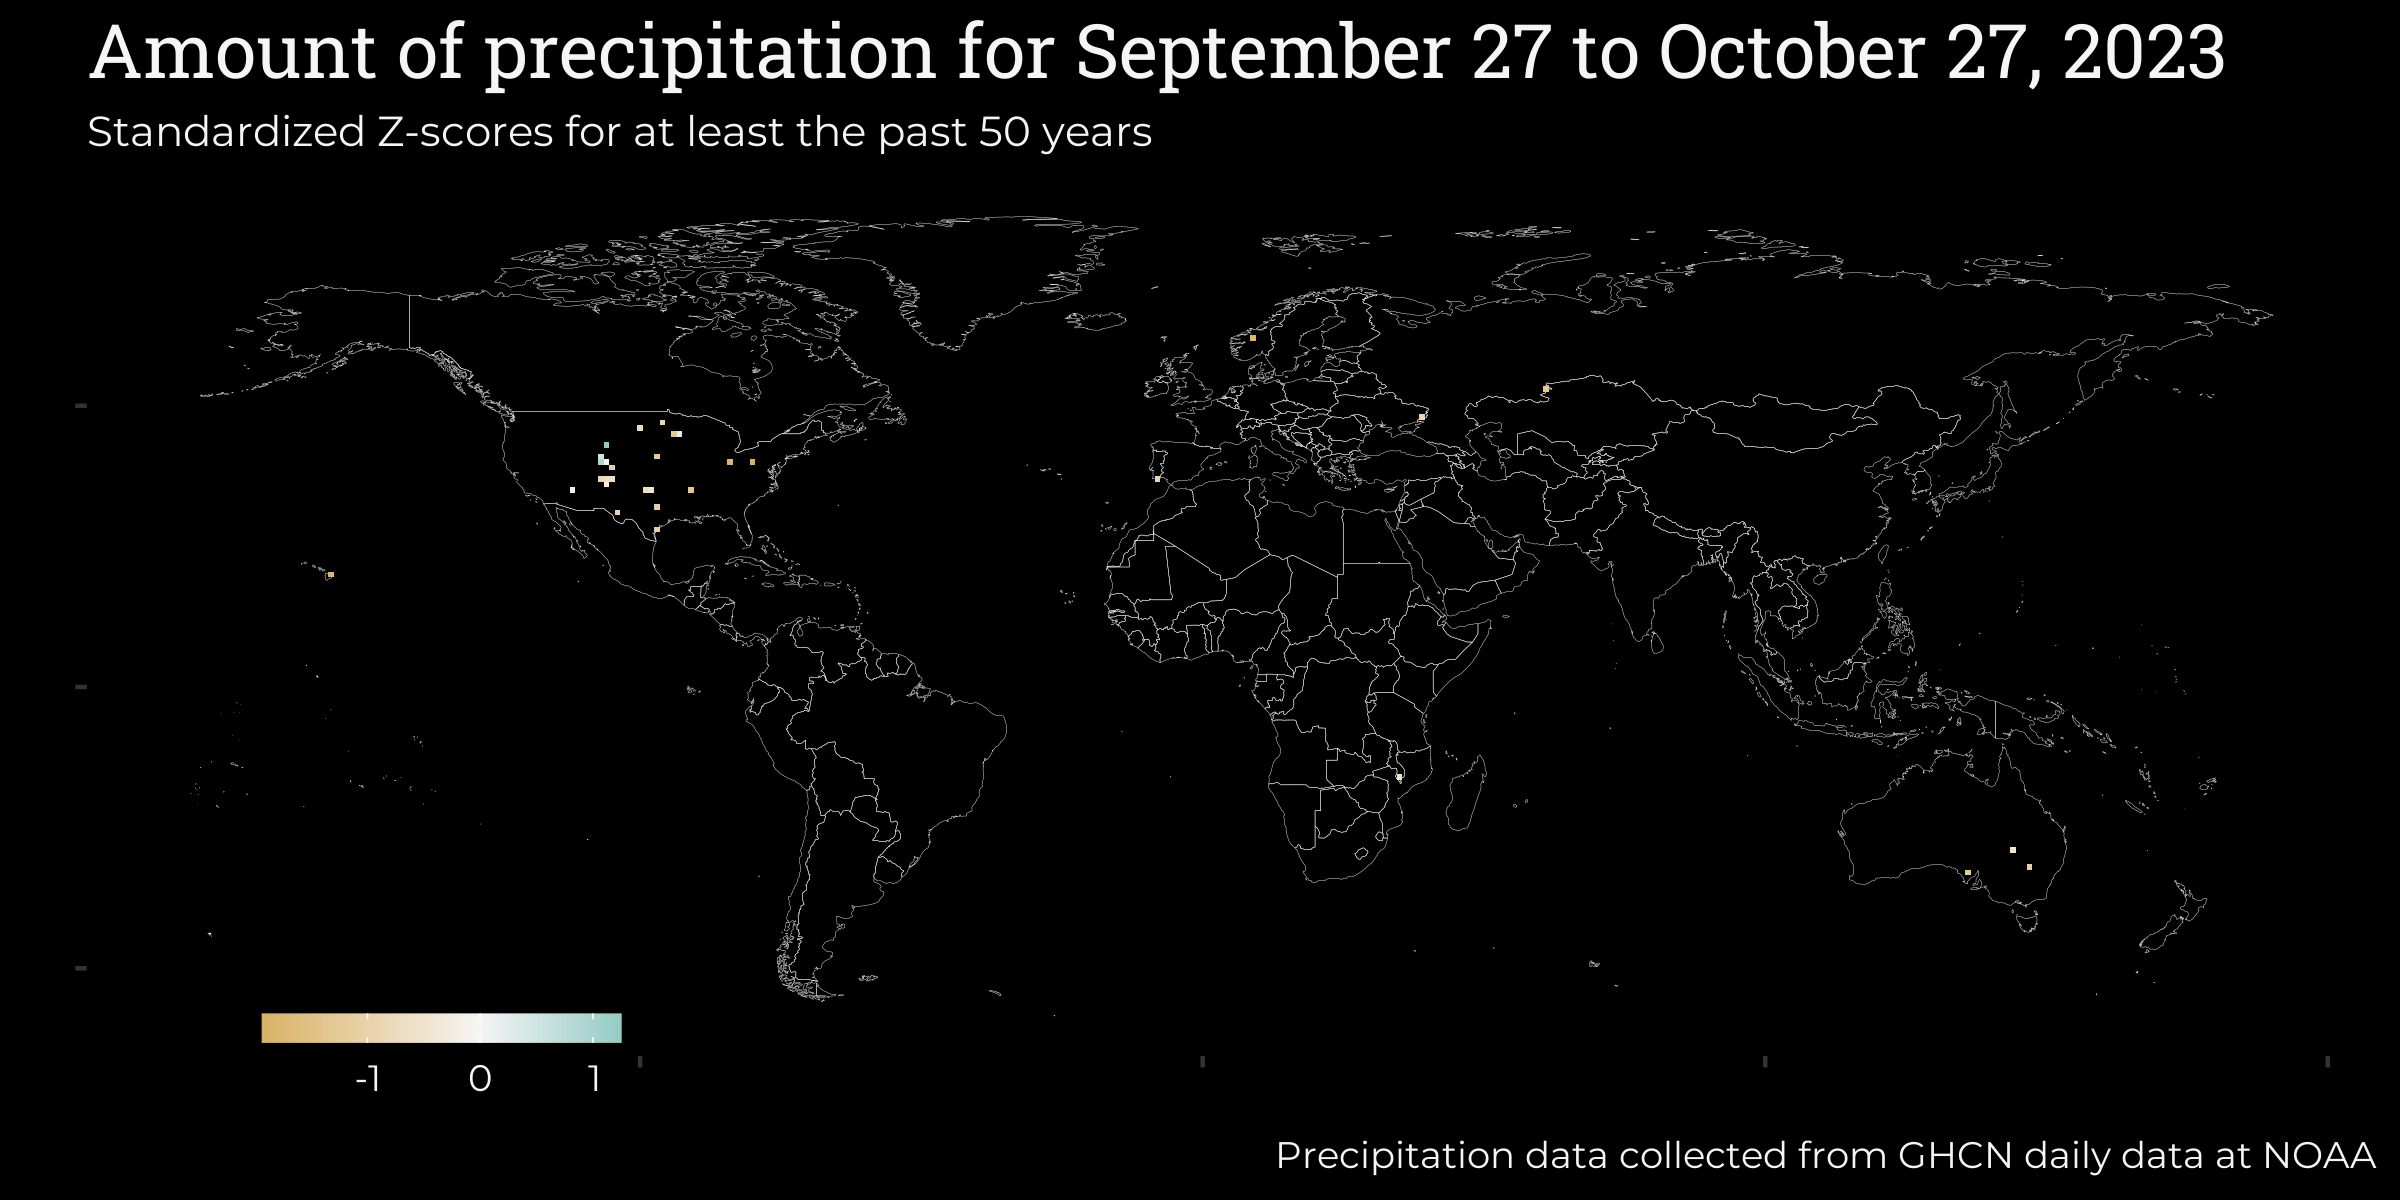 Amount of precipitation for September 27 to October 27, 2023
Standardized Z-scores for at least the past 50 years
-1 0 1
Precipitation data collected from GHCN daily data at NOAA